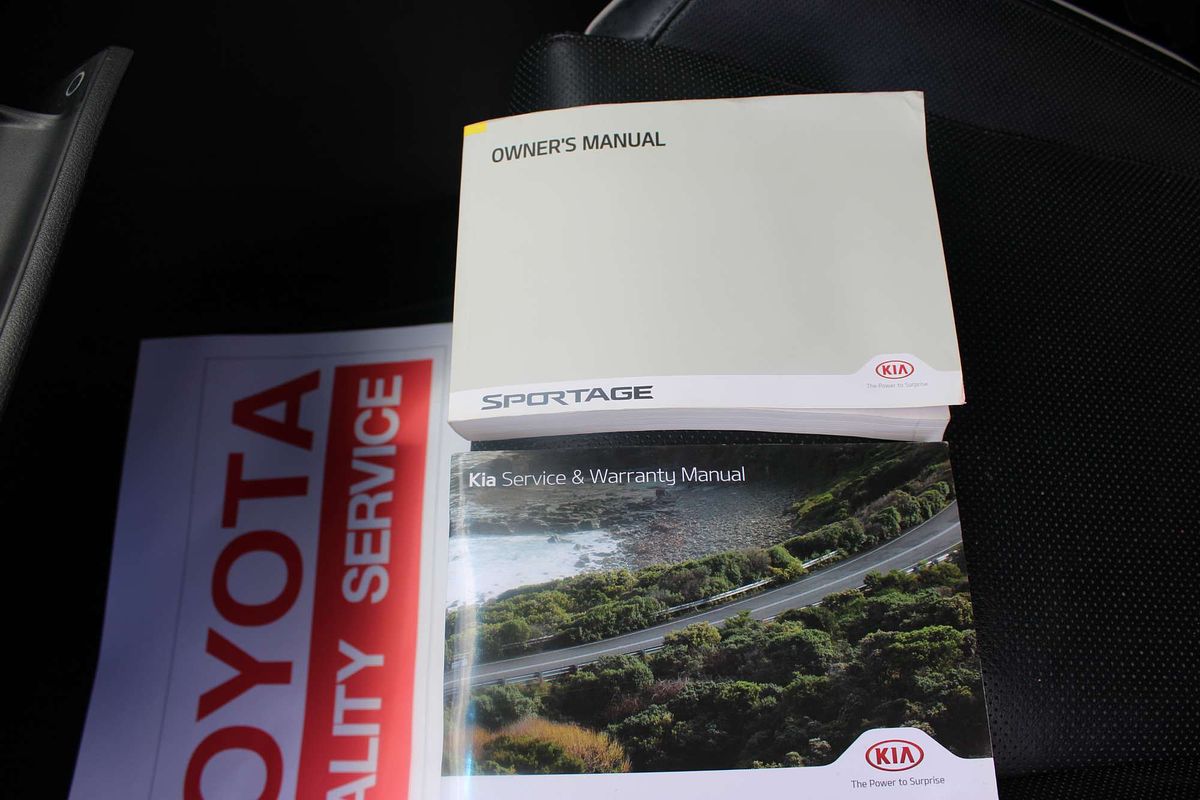 OWNER'S MANUAL
SPORTAGE
KIA
The Power to Surprise
Kia Service & Warranty Manual
KIA
The Power to Surprise
OYOTA
ALITY SERVICE